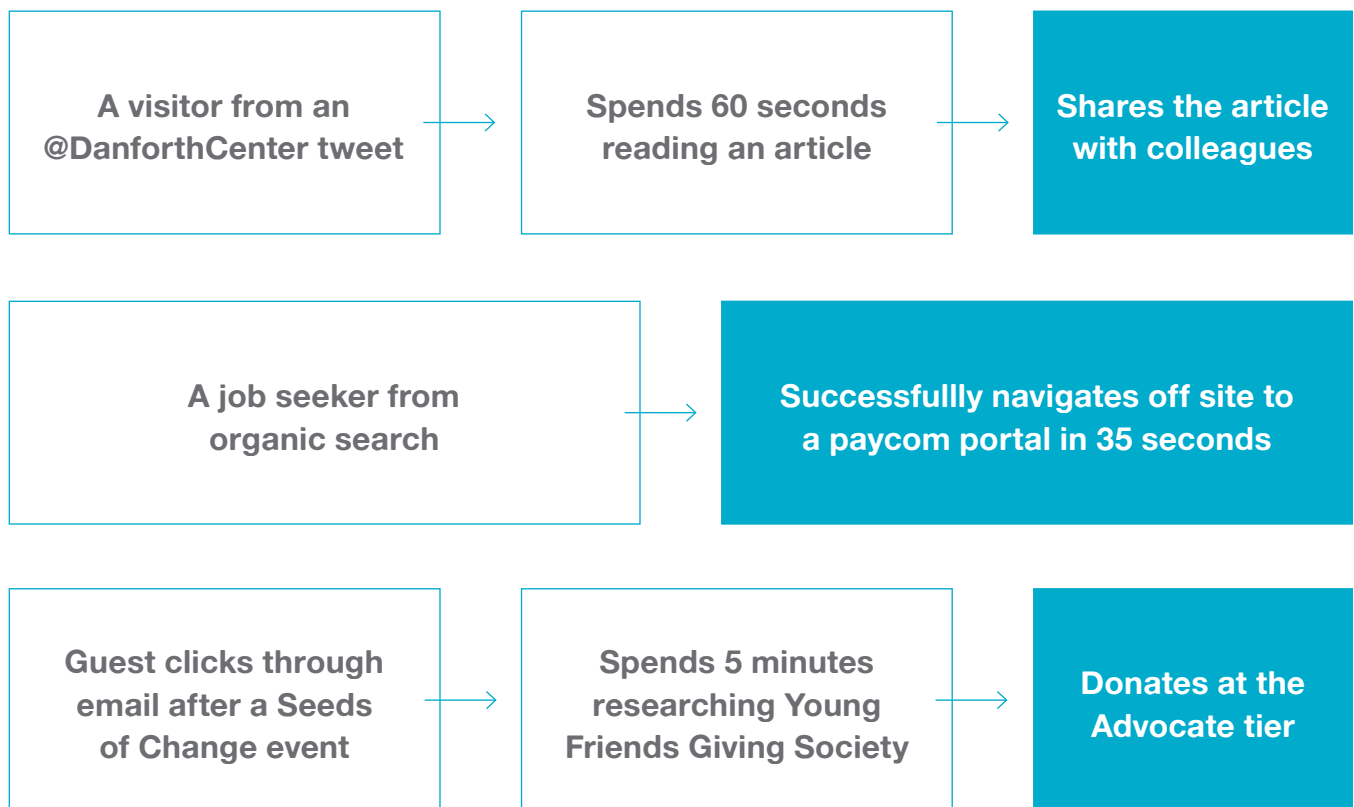 A visitor from an
@DanforthCenter tweet
Spends 60 seconds
reading an article
Shares the article
with colleagues
A job seeker from
organic search
Successfullly navigates off site to
a paycom portal in 35 seconds
Guest clicks through
email after a Seeds
of Change event
Spends 5 minutes
researching Young
Friends Giving Society
Donates at the
Advocate tier